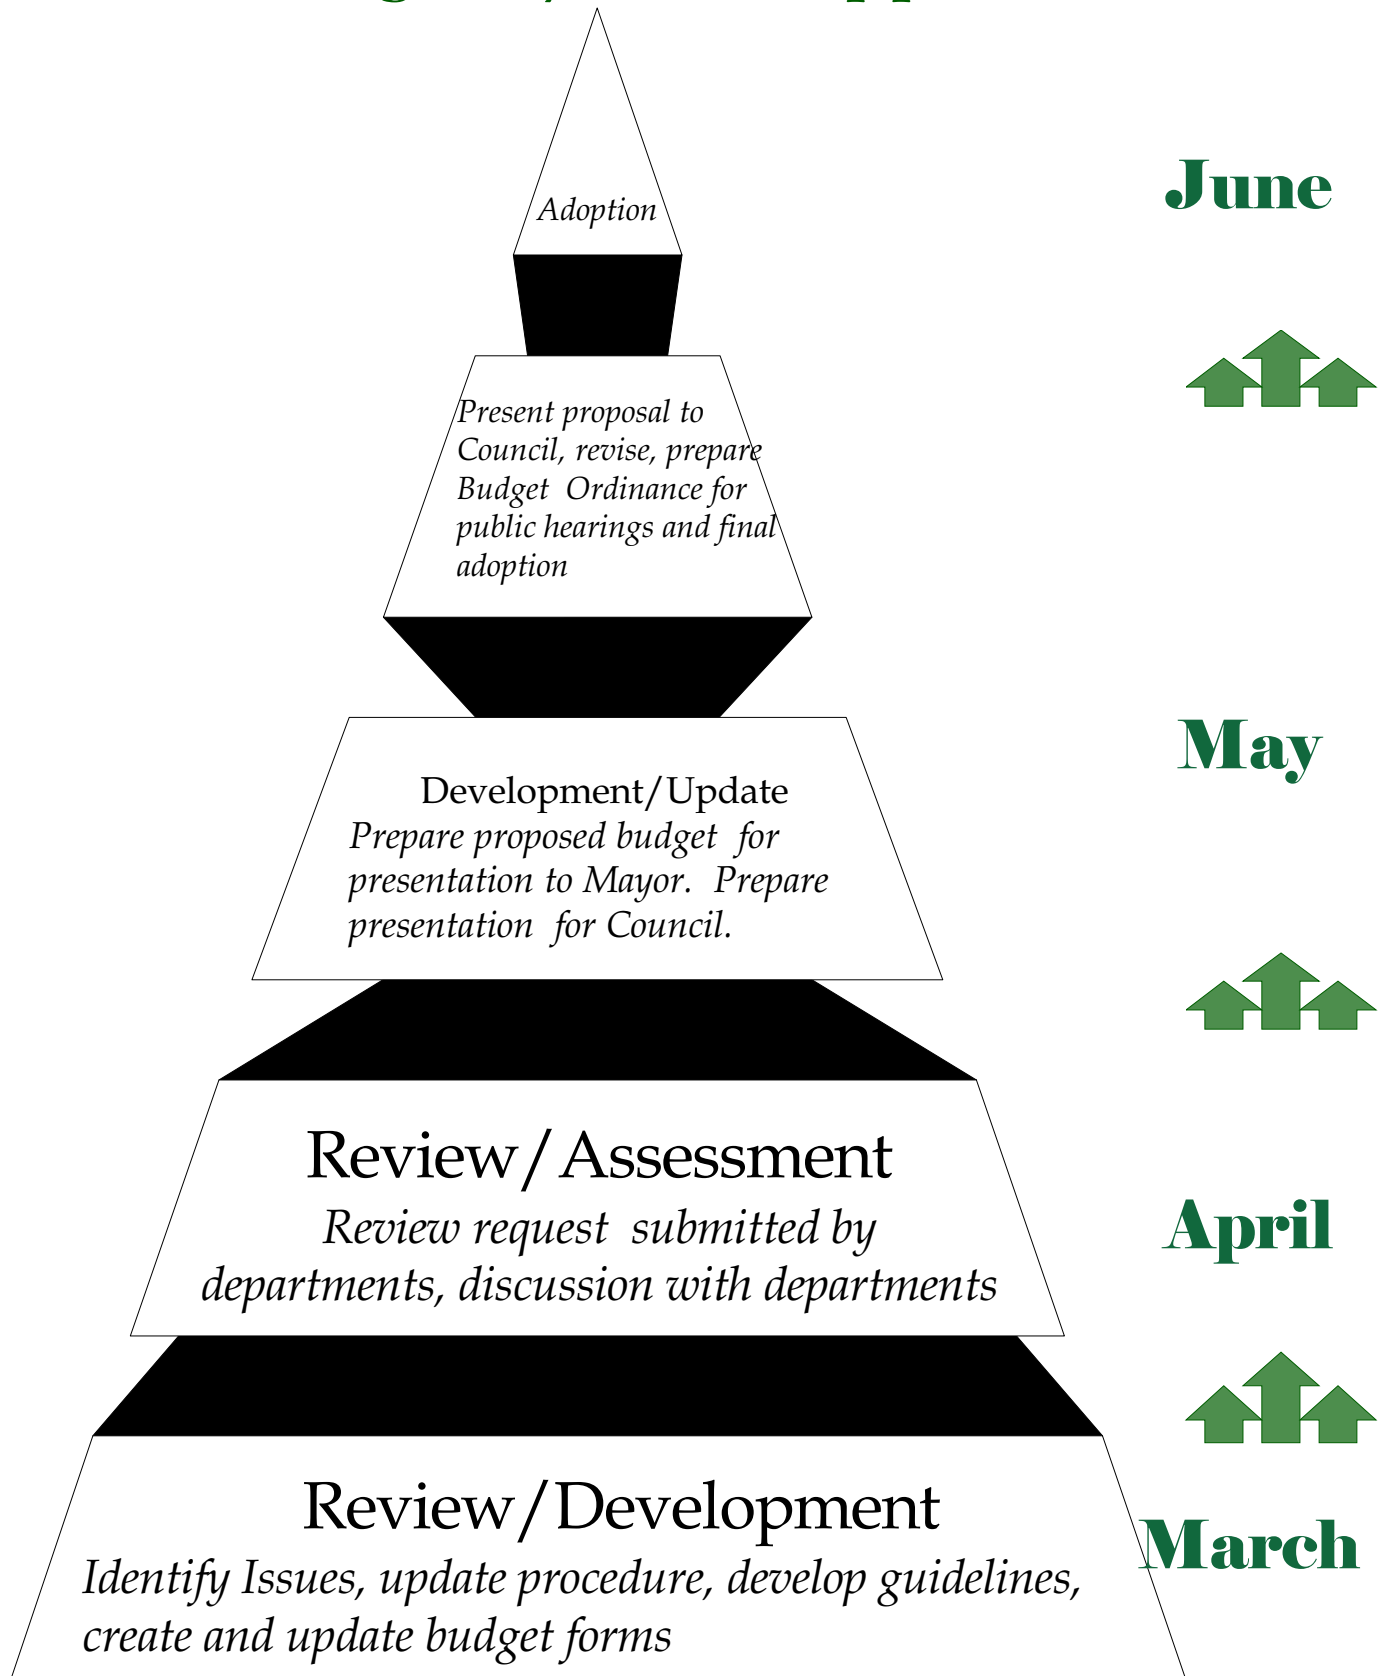 Adoption
June
Present proposal to
Council, revise, prepare
Budget Ordinance for
public hearings and final
adoption
May
Development/Update
Prepare proposed budget for
presentation to Mayor. Prepare
presentation for Council.
Review/Assessment
April
Review request submitted by
departments, discussion with departments
Review/Development
March
Identify Issues, update procedure, develop guidelines,
create and update budget forms